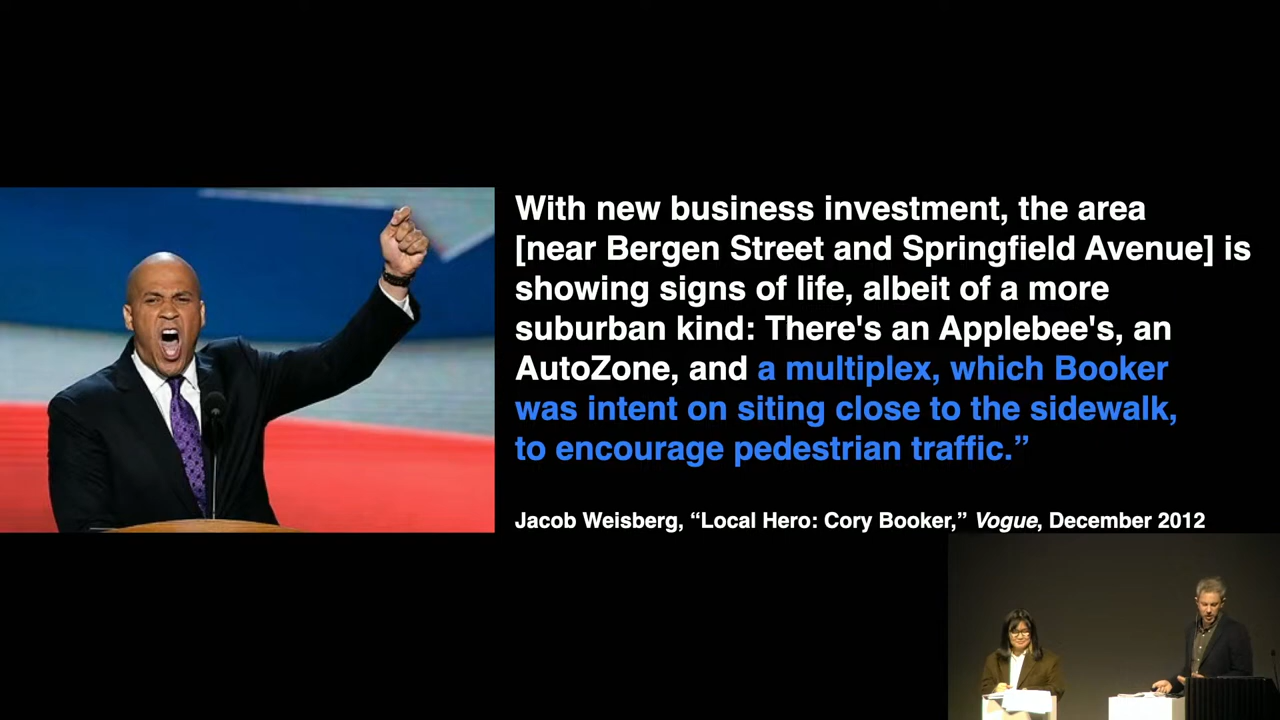 With new business investment, the area
[near Bergen Street and Springfield Avenue] is
showing signs of life, albeit of a more
suburban kind: There's an Applebee's, an
AutoZone, and a multiplex, which Booker
was intent on siting close to the sidewalk,
to encourage pedestrian traffic.”
Jacob Weisberg, “Local Hero: Cory Booker,” Vogue, December 2012